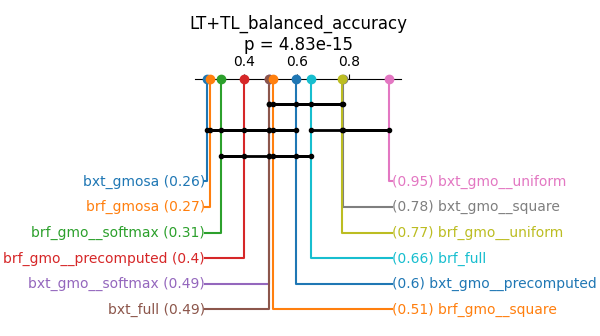 LT+TL_balanced_accuracy
p = 4.83e-15
0.4 0.6 0.8
bxt_gmosa (0.26) (0.95) bxt_gmo__uniform
brf_gmosa (0.27) (0.78) bxt_gmo__square
brf_gmo__softmax (0.31) (0.77) brf_gmo__uniform
brf_gmo__precomputed (0.4) (0.66) brf_full
bxt_gmo__softmax (0.49) (0.6) bxt_gmo__precomputed
bxt_full (0.49) (0.51) brf_gmo__square